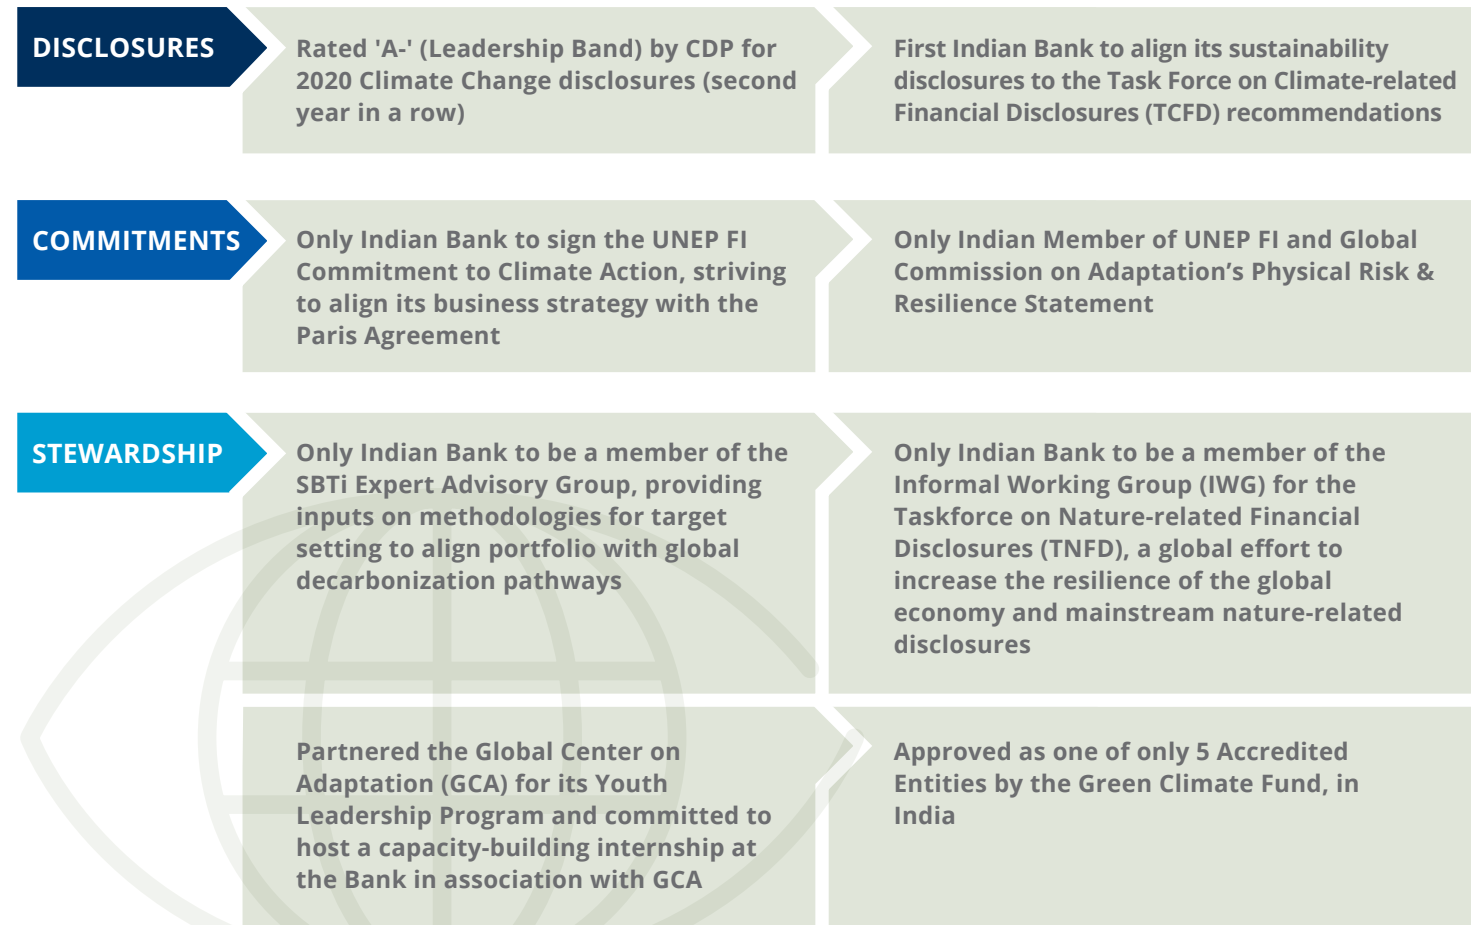 DISCLOSURES
Rated 'A-' (Leadership Band) by CDP for
2020 Climate Change disclosures (second
year in a row)
First Indian Bank to align its sustainability
disclosures to the Task Force on Climate-related
Financial Disclosures (TCFD) recommendations
COMMITMENTS
Only Indian Bank to sign the UNEP FI
Commitment to Climate Action, striving
to align its business strategy with the
Paris Agreement
Only Indian Member of UNEP FI and Global
Commission on Adaptation’s Physical Risk &
Resilience Statement
STEWARDSHIP
Only Indian Bank to be a member of the
SBTi Expert Advisory Group, providing
inputs on methodologies for target
setting to align portfolio with global
decarbonization pathways
Only Indian Bank to be a member of the
Informal Working Group (IWG) for the
Taskforce on Nature-related Financial
Disclosures (TNFD), a global effort to
increase the resilience of the global
economy and mainstream nature-related
disclosures
Partnered the Global Center on
Adaptation (GCA) for its Youth
Leadership Program and committed to
host a capacity-building internship at
the Bank in association with GCA
Approved as one of only 5 Accredited
Entities by the Green Climate Fund, in
India